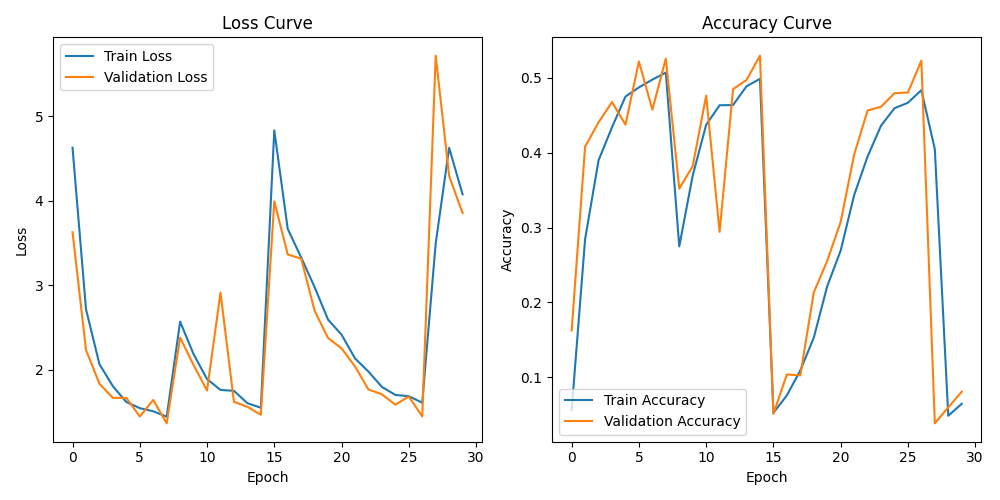 Loss Curve
Train Loss
Validation Loss
5
4
3
2
0 5 10 15 20 25 30
Loss
Epoch
Accuracy Curve
0.5
0.4
0.3
0.2
0.1
Train Accuracy
Validation Accuracy
0 5 10 15 20 25 30
Accuracy
Epoch